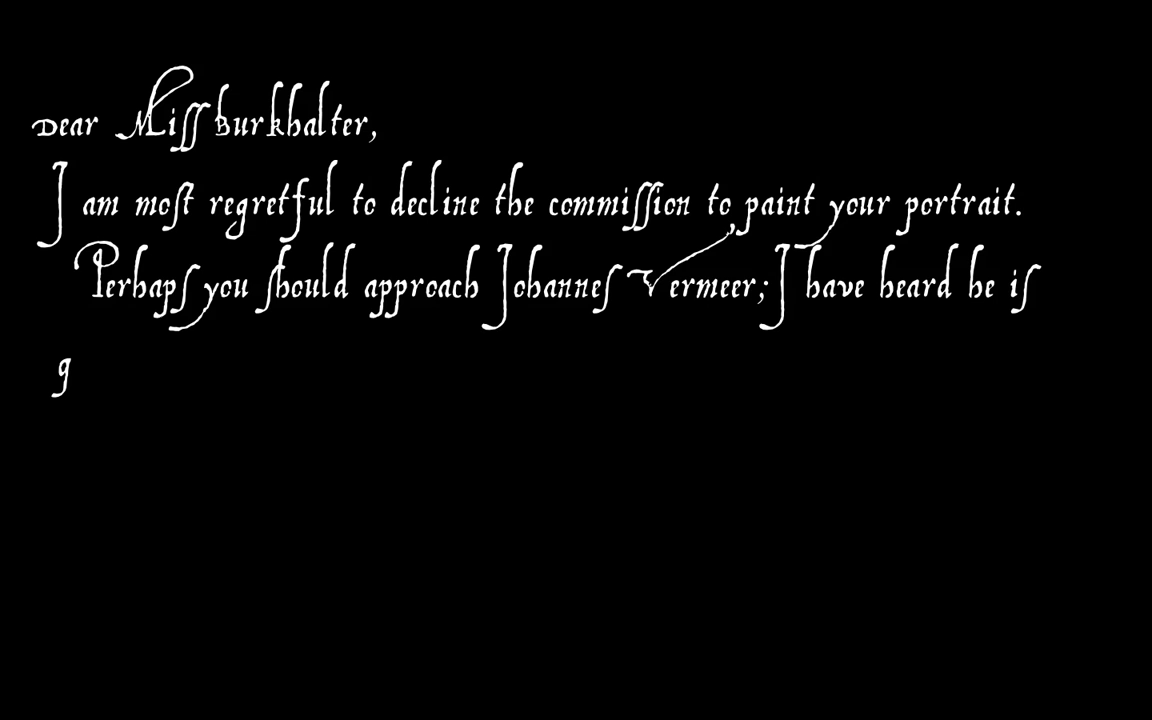 Dear Miss Burkhalter,
I am most regretful to decline the commission to paint your portrait.
Perhaps you should approach Johannes Vermeer; I have heard he is
g